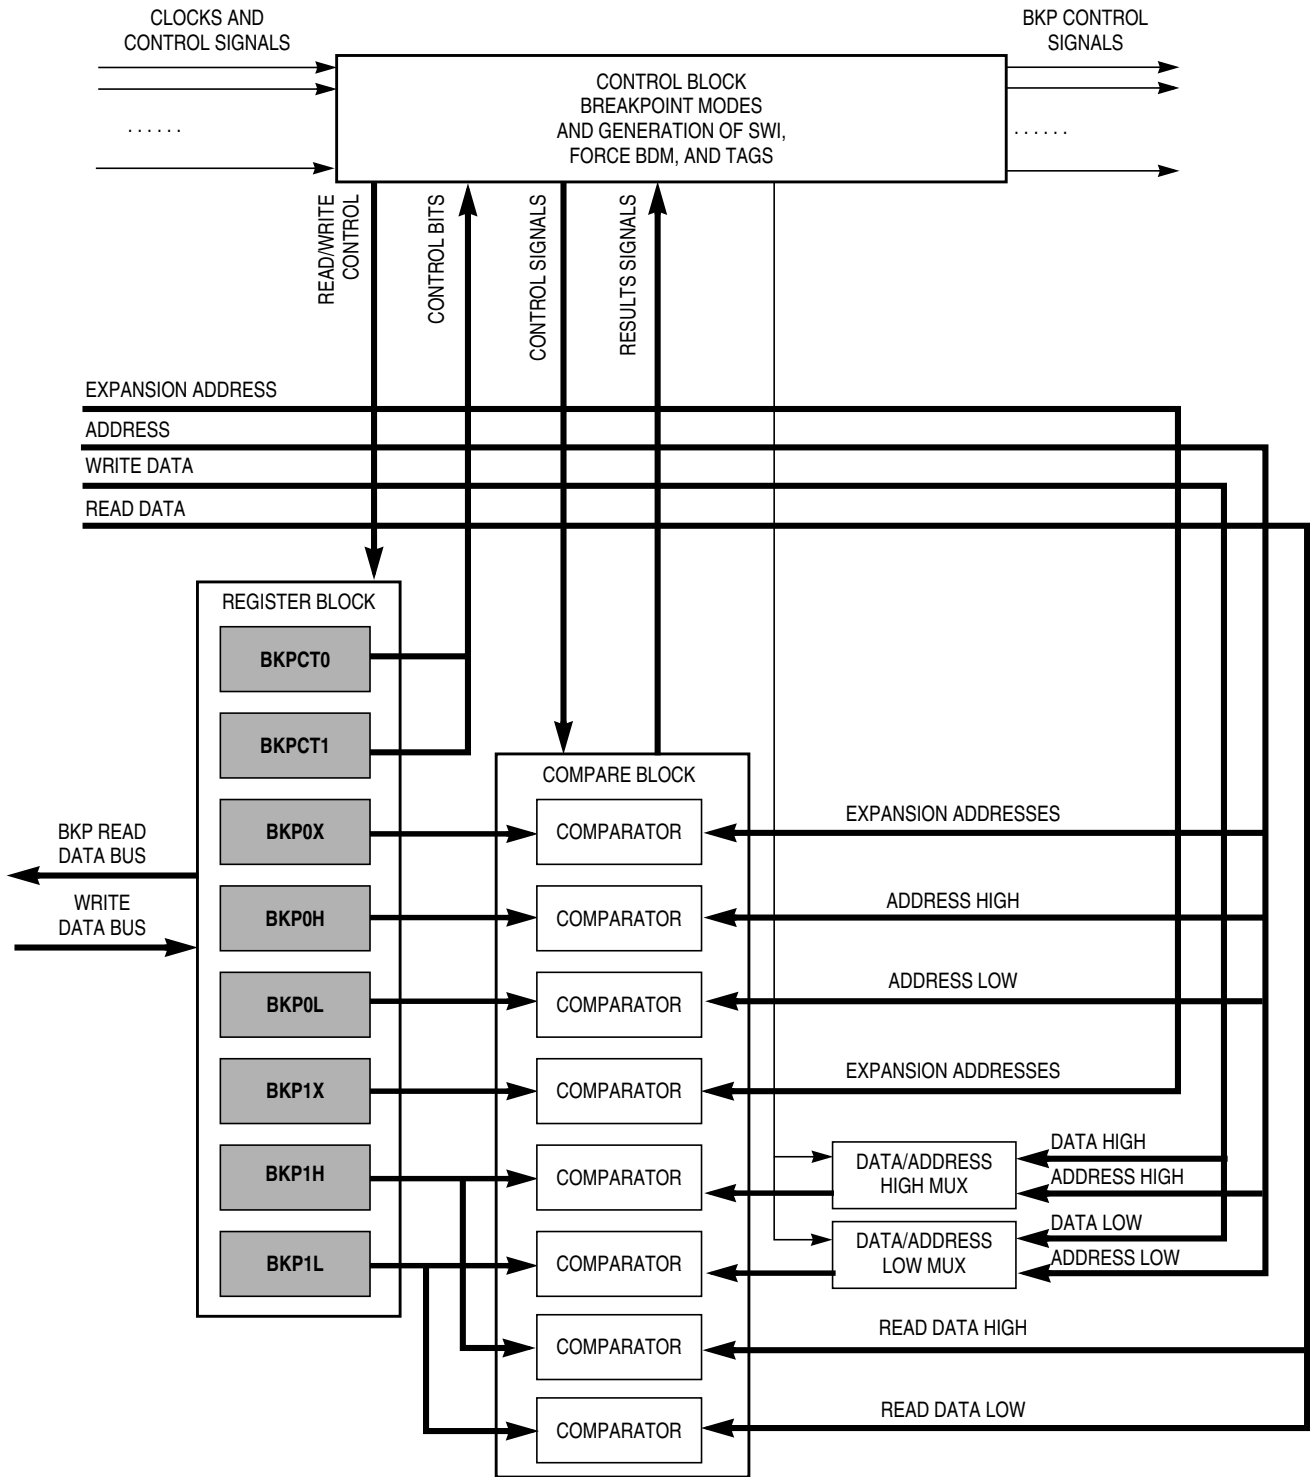 CLOCKS AND
CONTROL SIGNALS
BKP CONTROL
SIGNALS
. . . . . .
CONTROL BLOCK
BREAKPOINT MODES
AND GENERATION OF SWI,
FORCE BDM, AND TAGS
. . . . . .
READ/WRITE
CONTROL
CONTROL BITS
CONTROL SIGNALS
RESULTS SIGNALS
EXPANSION ADDRESS
ADDRESS
WRITE DATA
READ DATA
REGISTER BLOCK
BKPCT0
BKPCT1
BKP0X
BKP0H
BKP0L
BKP1X
BKP1H
BKP1L
BKP READ
DATA BUS
WRITE
DATA BUS
COMPARE BLOCK
COMPARATOR
COMPARATOR
COMPARATOR
COMPARATOR
COMPARATOR
COMPARATOR
COMPARATOR
COMPARATOR
EXPANSION ADDRESSES
ADDRESS HIGH
ADDRESS LOW
EXPANSION ADDRESSES
DATA/ADDRESS
HIGH MUX
DATA HIGH
ADDRESS HIGH
DATA/ADDRESS
LOW MUX
DATA LOW
ADDRESS LOW
READ DATA HIGH
READ DATA LOW